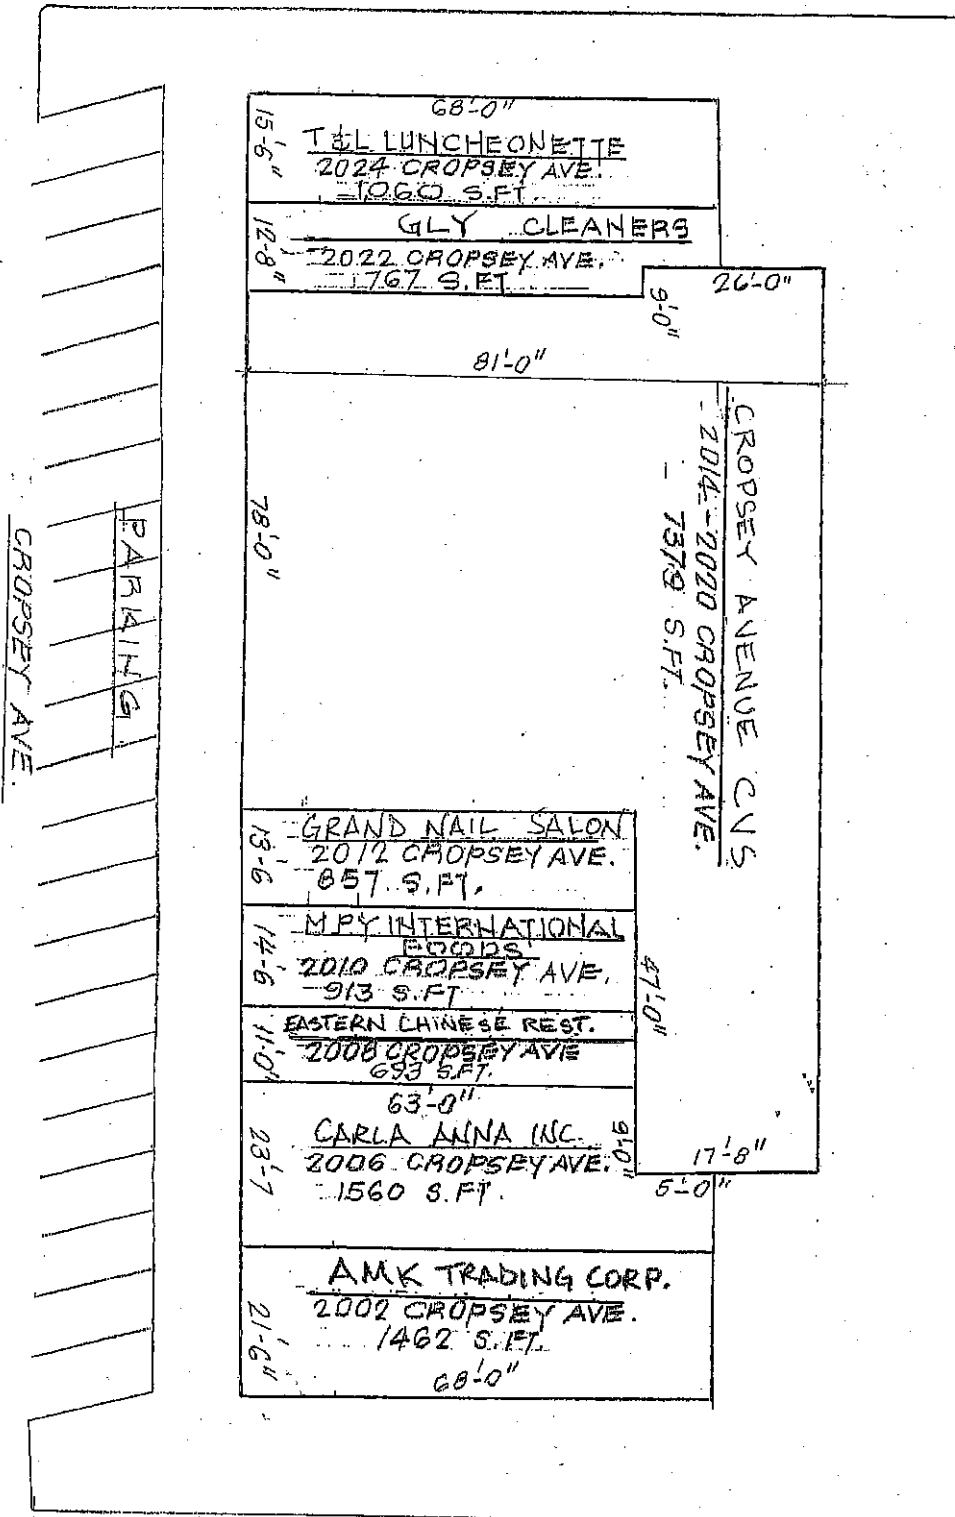 68'-0"
15'-6"
T&L LUNCHEONETTE
2024 CROPSEY AVE.
1060 S.FT.
12'-8"
GLY CLEANERS
2022 CROPSEY AVE.
767 S.FT
26'-0"
9'-0"
81'-0"
78'-0"
CROPSEY AVENUE CVS
2014-2020 CROPSEY AVE.
7379 S.FT.
PARKING
CROPSEY AVE.
13'-6
GRAND NAIL SALON
2012 CROPSEY AVE.
857 S.FT.
14'-6
MPY INTERNATIONAL
FOODS
2010 CROPSEY AVE.
913 S.FT
47'-0"
11'-0"
EASTERN CHINESE REST.
2008 CROPSEY AVE
693 S.FT.
63'-0"
23'-7
CARLA ANNA INC.
2006 CROPSEY AVE.
1560 S.FT.
9'-0"
17'-8"
5'-0"
AMK TRADING CORP.
2002 CROPSEY AVE.
1462 S.FT.
21'-6"
68'-0"